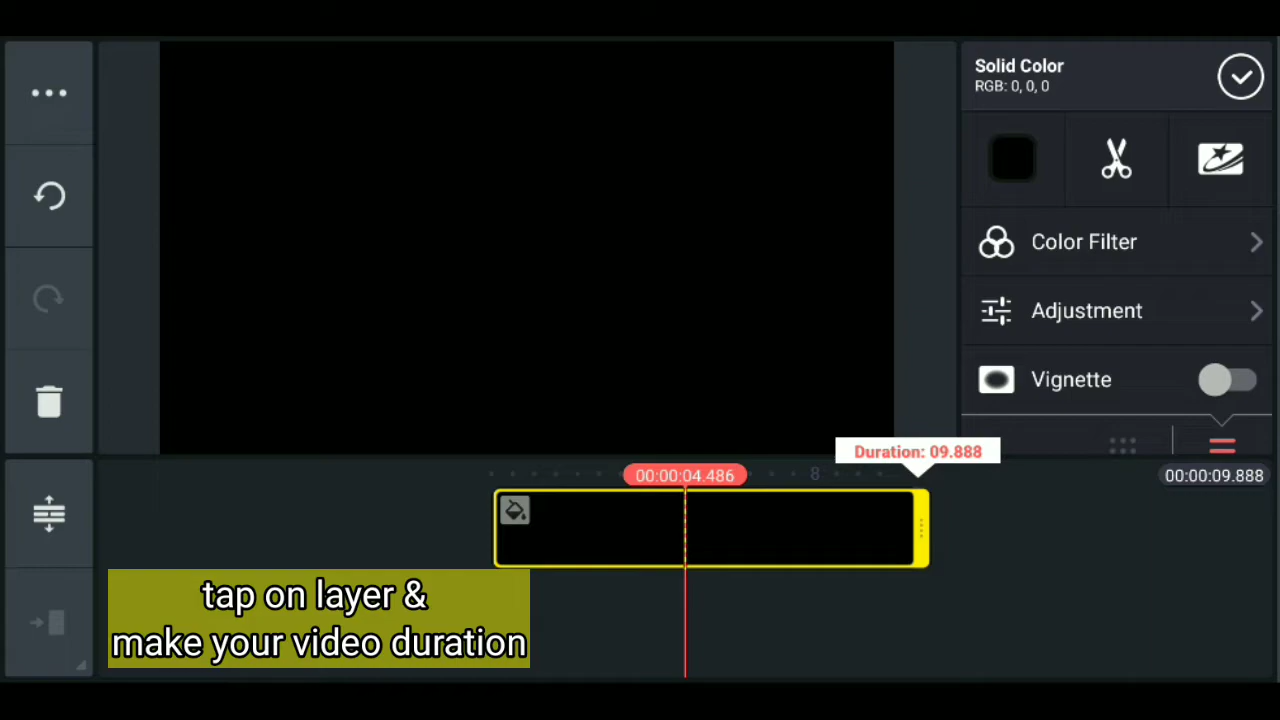 Solid Color
RGB: 0, 0, 0
Color Filter
Adjustment
Vignette
Duration: 09.888
00:00:04.486
8
00:00:09.888
tap on layer &
make your video duration